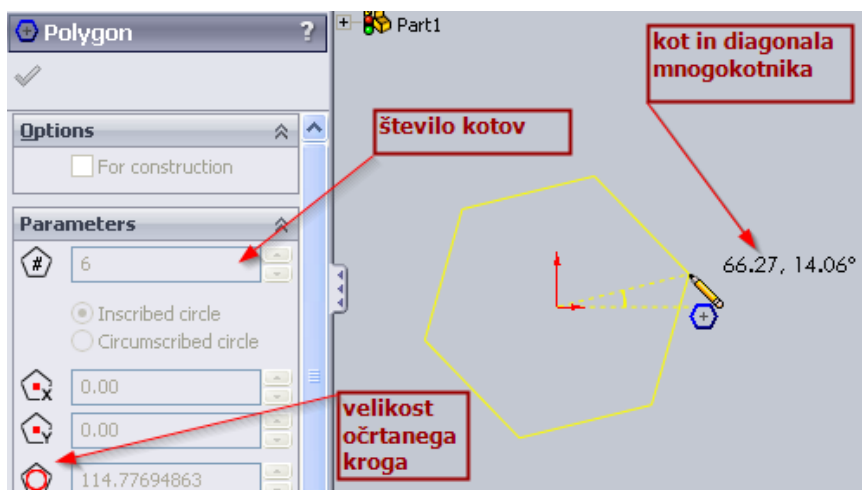 Polygon
?
Part1
kot in diagonala
mnogokotnika
Options
število kotov
For construction
Parameters
#
6
66.27, 14.06°
Inscribed circle
Circumscribed circle
x
0.00
Y
0.00
velikost
očrtanega
kroga
114.77694863